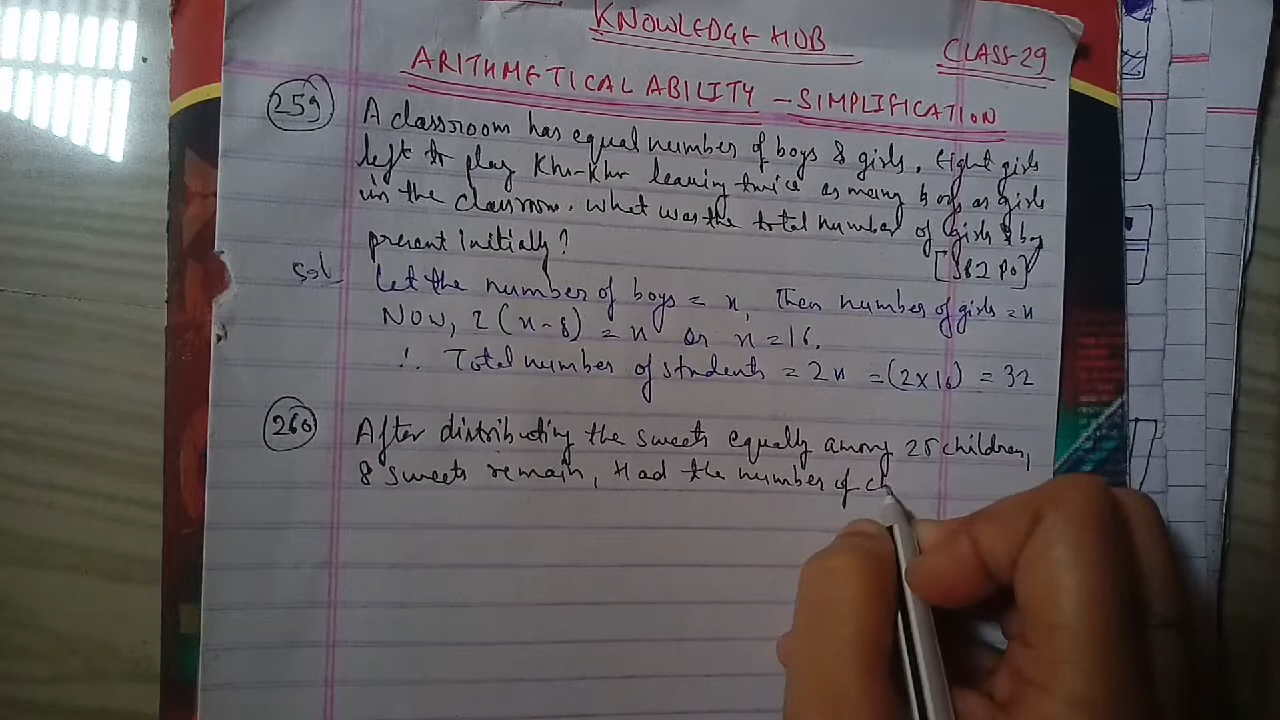 KNOWLEDGE HUB
CLASS-29
ARITHMETICAL ABILITY - SIMPLIFICATION
259 A classroom has equal number of boys & girls. Eight girls
left to play Kho-Kho leaving twice as many boys as girls
in the classroom. What was the total number of girls & boy
present initially?
[SBI PO]
Sol. Let the number of boys = x, Then number of girls = x
Now, 2(x-8) = x or x = 16.
∴ Total number of students = 2x = (2x16) = 32
260 After distributing the sweets equally among 25 children,
8 sweets remain, Had the number of ch